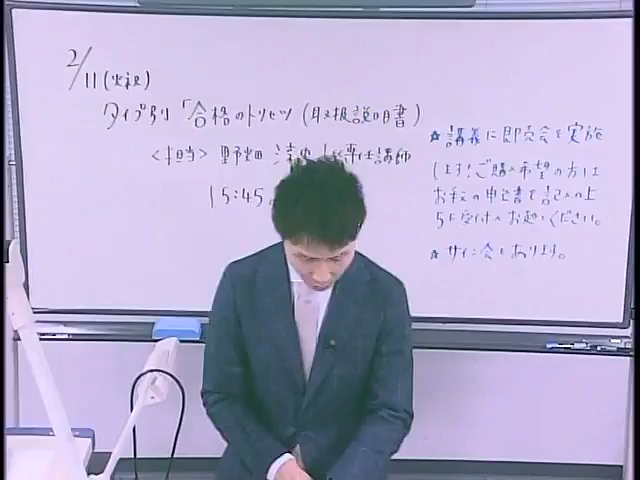 2/11(火祝)
タイプ別「合格のトリセツ(取扱説明書)
<担当> 野畑 専任講師
15:45
☆講義に即売会を実施
します!ご購入希望の方は
お手元の申込書を記入の上
5F受付へお越しください。
☆サイン会もあります。